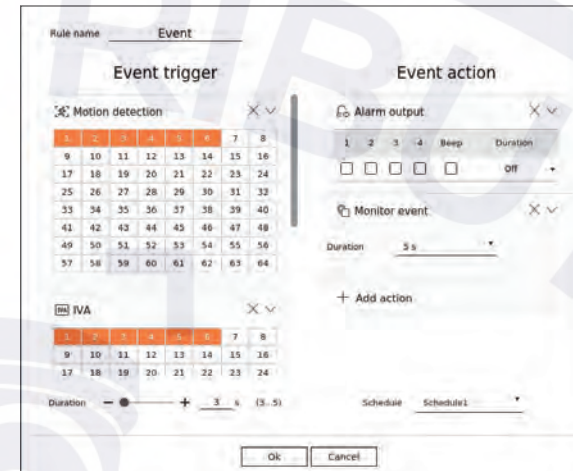 Rule name Event
Event trigger
Motion detection
1 2 3 4 5 6 7 8
9 10 11 12 13 14 15 16
17 18 19 20 21 22 23 24
25 26 27 28 29 30 31 32
33 34 35 36 37 38 39 40
41 42 43 44 45 46 47 48
49 50 51 52 53 54 55 56
57 58 59 60 61 62 63 64
IVA
1 2 3 4 5 6 7 8
9 10 11 12 13 14 15 16
17 18 19 20 21 22 23 24
Duration − + 3 s (3..5)
Event action
Alarm output
1 2 3 4 Beep Duration
Off
Monitor event
Duration 5 s
+ Add action
Schedule Schedule1
Ok Cancel